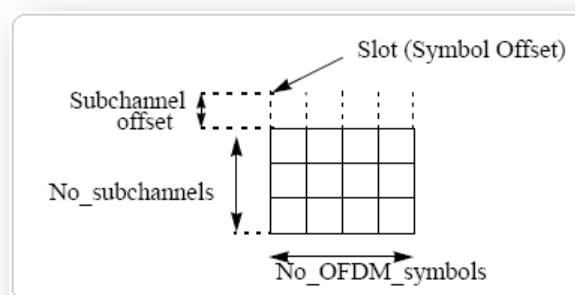 Slot (Symbol Offset)
Subchannel
offset
No_subchannels
No_OFDM_symbols